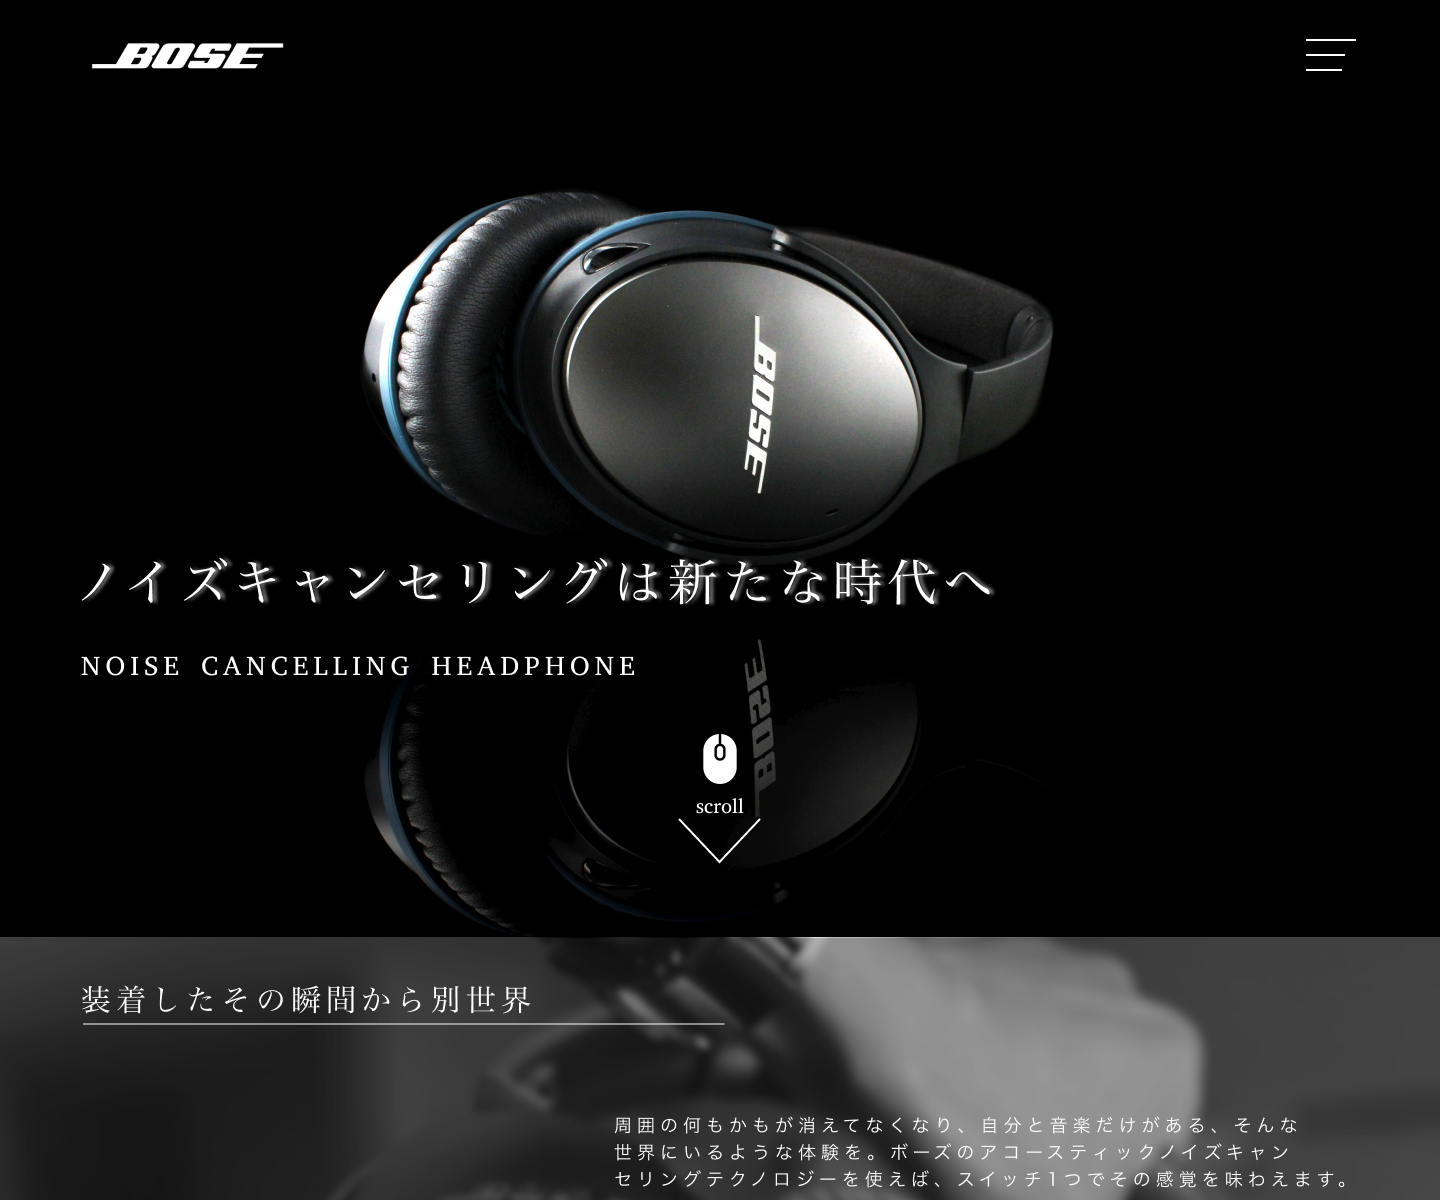 BOSE
BOSE
ノイズキャンセリングは新たな時代へ
NOISE CANCELLING HEADPHONE
BOSE
scroll
装着したその瞬間から別世界
周囲の何もかもが消えてなくなり、自分と音楽だけがある、そんな
世界にいるような体験を。ボーズのアコースティックノイズキャン
セリングテクノロジーを使えば、スイッチ1つでその感覚を味わえます。